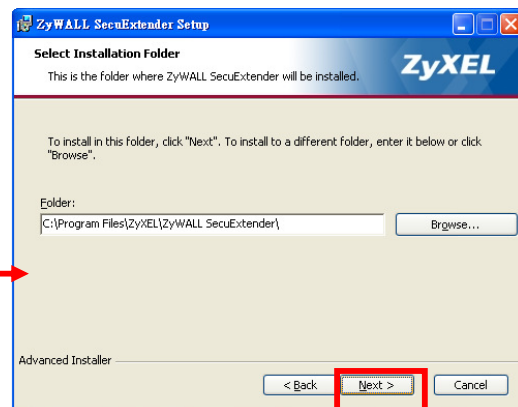 ZyWALL SecuExtender Setup
Select Installation Folder
This is the folder where ZyWALL SecuExtender will be installed.
ZyXEL
To install in this folder, click "Next". To install to a different folder, enter it below or click
"Browse".
Folder:
C:\Program Files\ZyXEL\ZyWALL SecuExtender\
Browse...
Advanced Installer
< Back
Next >
Cancel